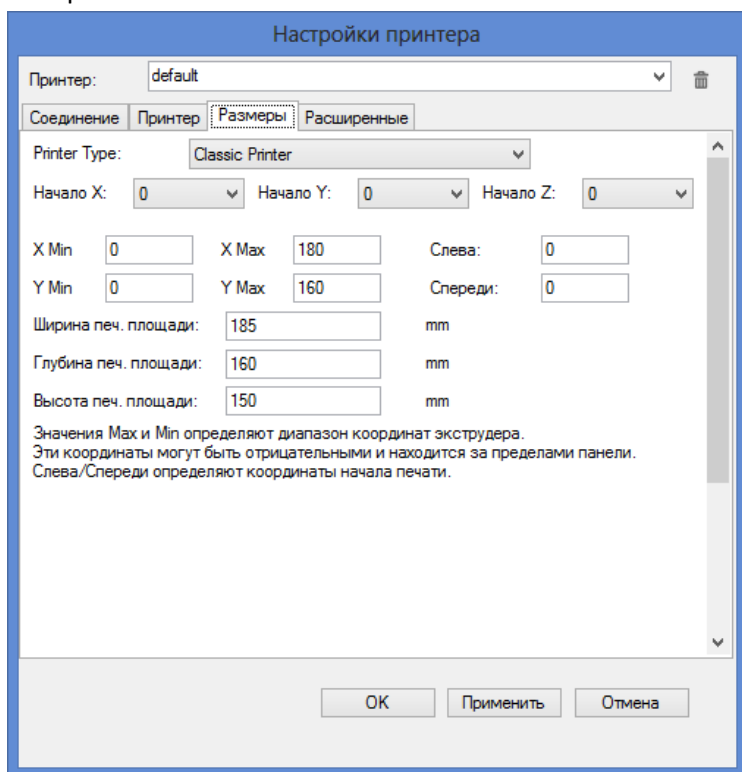 Настройки принтера
Принтер: default
Соединение Принтер Размеры Расширенные
Printer Type: Classic Printer
Начало X: 0 Начало Y: 0 Начало Z: 0
X Min 0 X Max 180 Слева: 0
Y Min 0 Y Max 160 Спереди: 0
Ширина печ. площади: 185 mm
Глубина печ. площади: 160 mm
Высота печ. площади: 150 mm
Значения Max и Min определяют диапазон координат экструдера.
Эти координаты могут быть отрицательными и находится за пределами панели.
Слева/Спереди определяют координаты начала печати.
OK Применить Отмена